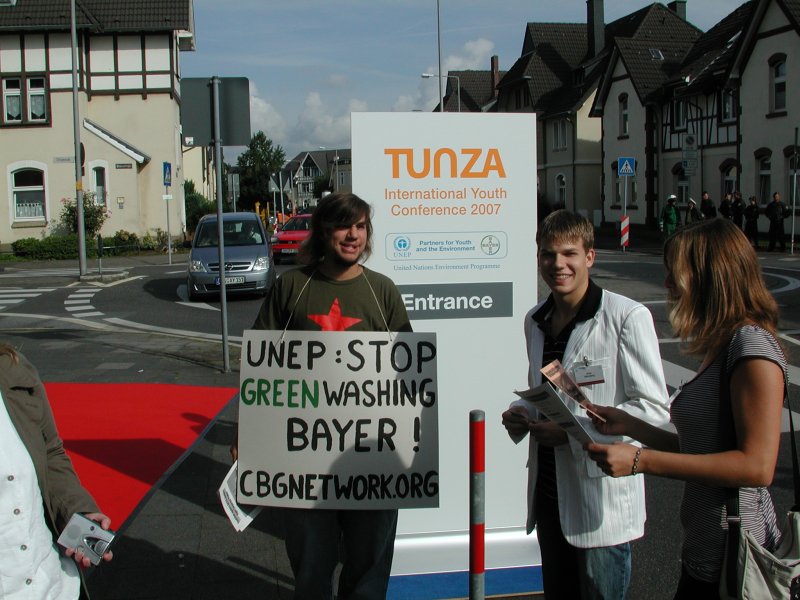 TUNZA
International Youth
Conference 2007
UNEP
Partners for Youth
and the Environment
BAYER
United Nations Environment Programme
Entrance
UNEP : STOP
GREENWASHING
BAYER !
CBGNETWORK.ORG